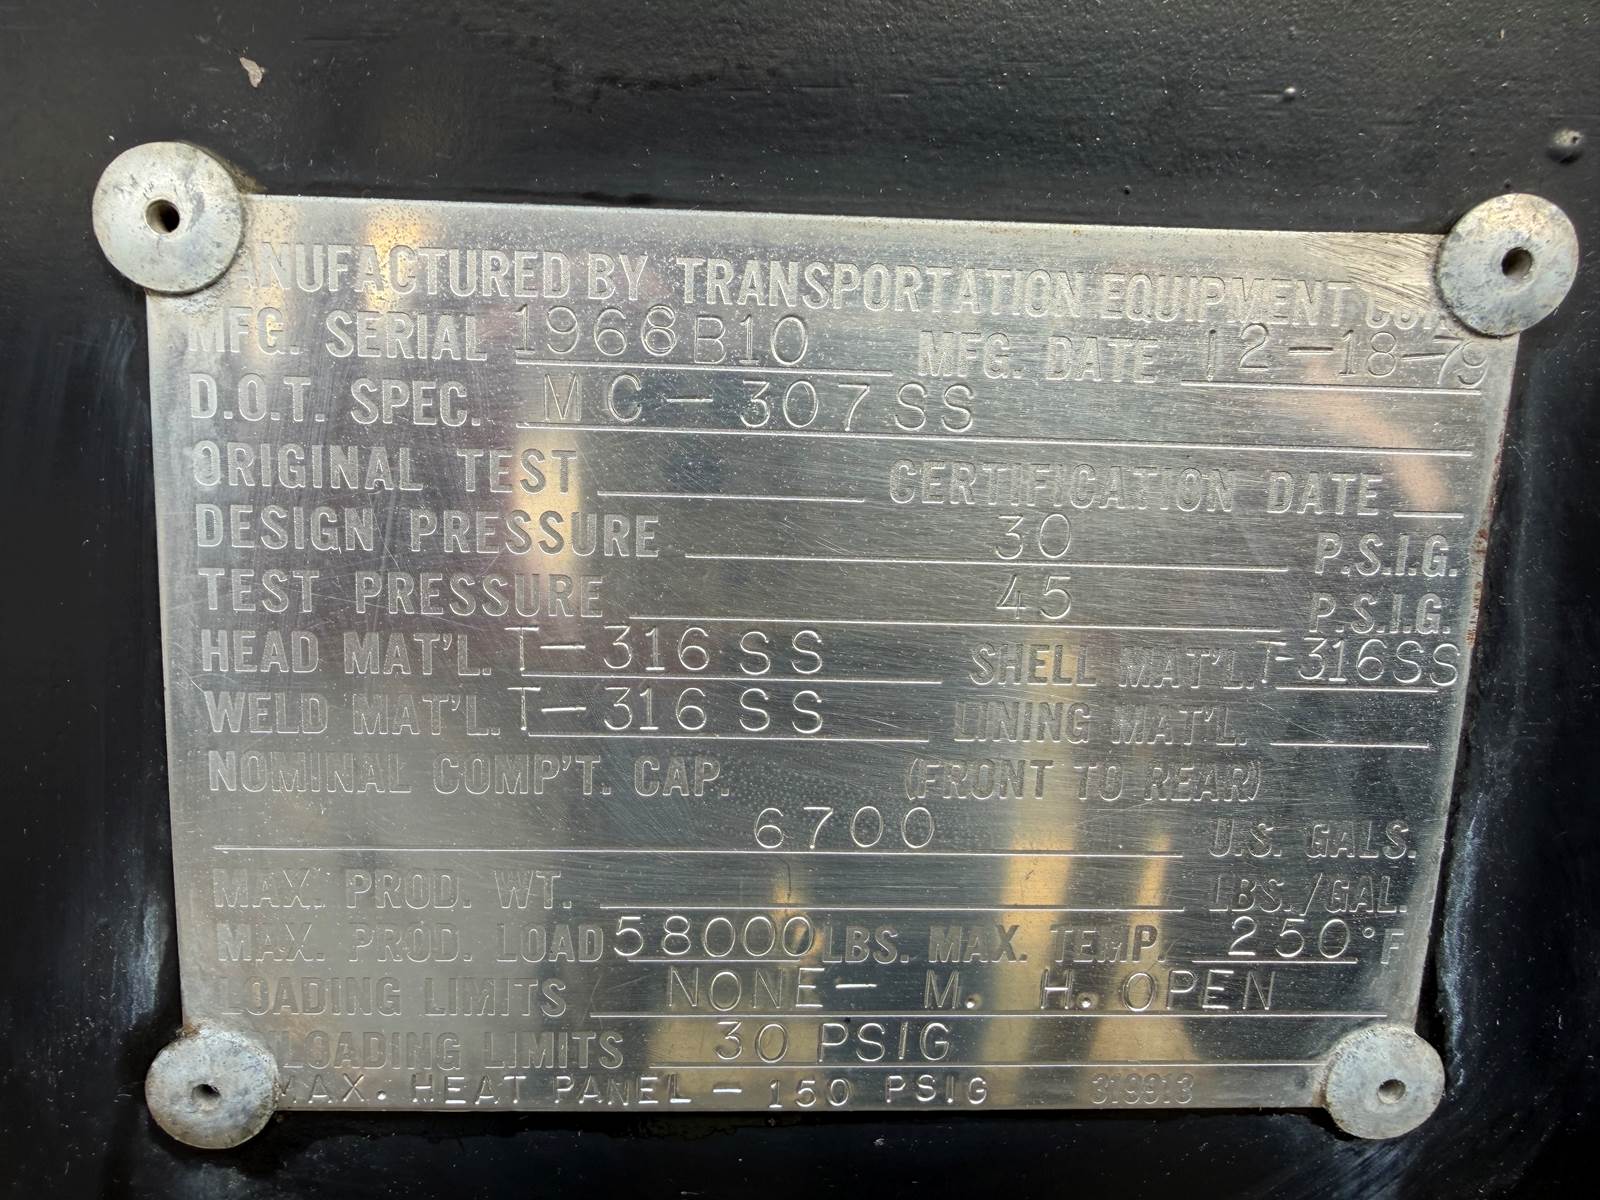 MANUFACTURED BY TRANSPORTATION EQUIPMENT
MFG. SERIAL 1968B10 MFG. DATE 12-18-79
D.O.T. SPEC. MC-307SS
ORIGINAL TEST CERTIFICATION DATE
DESIGN PRESSURE 30 P.S.I.G.
TEST PRESSURE 45 P.S.I.G.
HEAD MAT'L. T-316 SS SHELL MAT'L. T-316SS
WELD MAT'L. T-316 SS LINING MAT'L.
NOMINAL COMP'T. CAP. (FRONT TO REAR)
6700 U.S. GALS.
MAX. PROD. WT. LBS./GAL.
MAX. PROD. LOAD 58000 LBS. MAX. TEMP. 250°F
LOADING LIMITS NONE- M. H. OPEN
UNLOADING LIMITS 30 PSIG
MAX. HEAT PANEL - 150 PSIG 319913